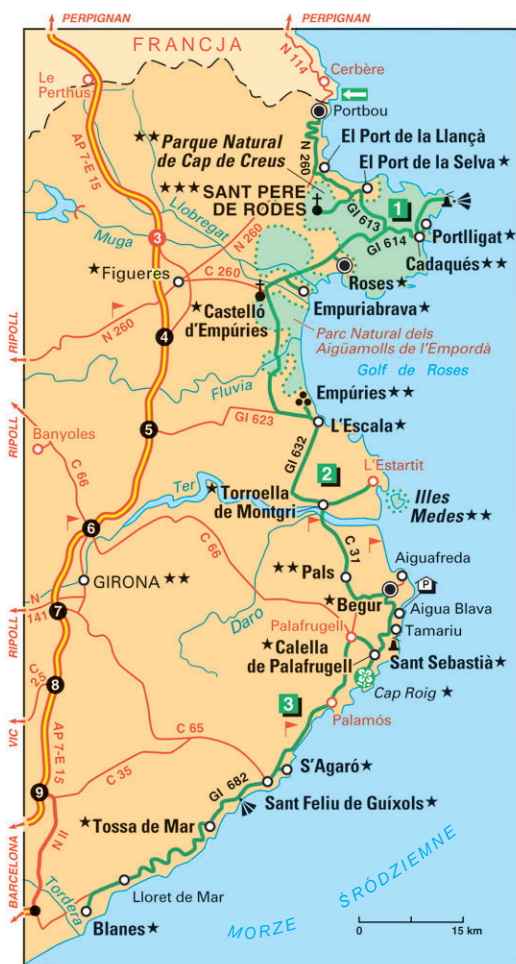 PERPIGNAN
PERPIGNAN
FRANCJA
N 114
Le
Perthus
Cerbère
Portbou
AP 7-E 15
★★ Parque Natural
de Cap de Creus
N 260
El Port de la Llançà
El Port de la Selva ★
★★★ SANT PERE
DE RODES
Llobregat
GI 613
1
N 260
Muga
3
GI 614
Portlligat ★
Cadaqués ★★
★ Figueres
C 260
Roses ★
★ Castelló
d'Empúries
Empuriabrava ★
N 260
4
Parc Natural dels
Aigüamolls de l'Empordà
RIPOLL
Golf de Roses
Fluvia
Empúries ★★
5
GI 623
L'Escala ★
RIPOLL
Banyoles
C 66
GI 632
2
L'Estartit
Ter
★ Torroella
de Montgri
Illes
Medes ★★
6
C 66
C 31
Aiguafreda
GIRONA ★★
★★ Pals
P
★ Begur
N
141
7
Daro
Aigua Blava
Palafrugell
Tamariu
RIPOLL
★ Calella
de Palafrugell
Sant Sebastià ★
C 25
8
Cap Roig ★
VIC
3
Palamós
AP 7-E 15
C 65
C 35
S'Agaró ★
9
GI 682
Sant Feliu de Guíxols ★
N II
★ Tossa de Mar
BARCELONA
Tordera
Lloret de Mar
Blanes ★
MORZE ŚRÓDZIEMNE
0 15 km